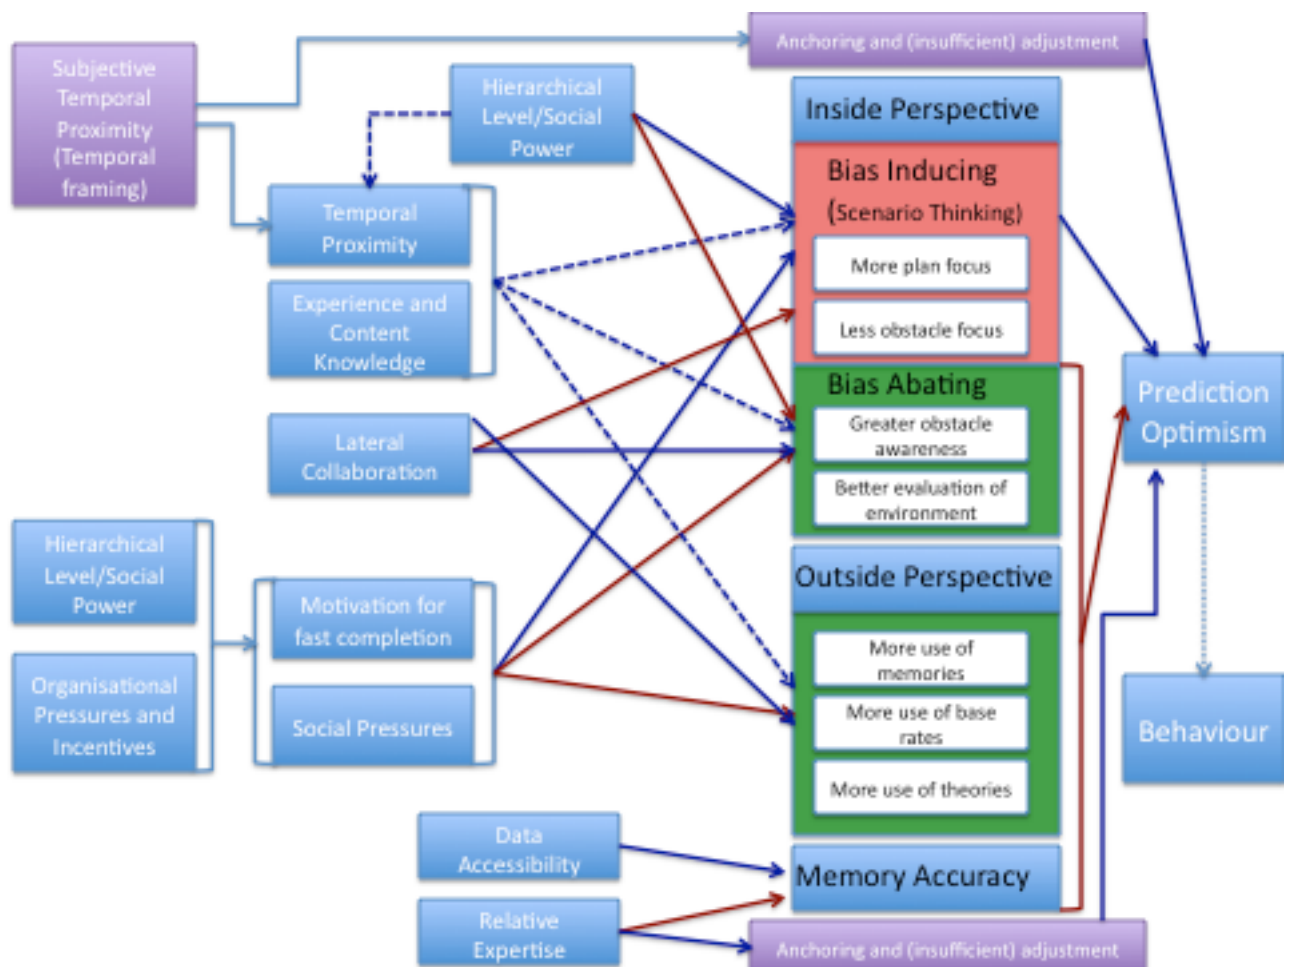 Anchoring and (insufficient) adjustment
Subjective
Temporal
Proximity
(Temporal
framing)
Hierarchical
Level/Social
Power
Temporal
Proximity
Experience and
Content
Knowledge
Lateral
Collaboration
Hierarchical
Level/Social
Power
Organisational
Pressures and
Incentives
Motivation for
fast completion
Social Pressures
Data
Accessibility
Relative
Expertise
Inside Perspective
Bias Inducing
(Scenario Thinking)
More plan focus
Less obstacle focus
Bias Abating
Greater obstacle
awareness
Better evaluation of
environment
Outside Perspective
More use of
memories
More use of base
rates
More use of theories
Memory Accuracy
Anchoring and (insufficient) adjustment
Prediction
Optimism
Behaviour